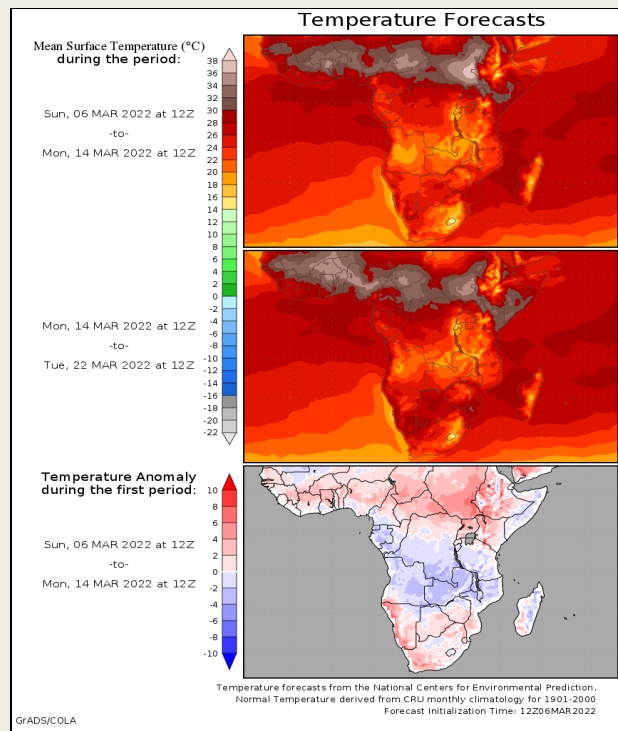 Temperature Forecasts
Mean Surface Temperature (°C)
during the period:
Sun, 06 MAR 2022 at 12Z
-to-
Mon, 14 MAR 2022 at 12Z
38
36
34
32
30
28
26
24
22
20
18
16
14
12
10
8
6
4
2
0
-2
-4
-6
-8
-10
-12
-14
-16
-18
-20
-22
Mon, 14 MAR 2022 at 12Z
-to-
Tue, 22 MAR 2022 at 12Z
Temperature Anomaly
during the first period:
Sun, 06 MAR 2022 at 12Z
-to-
Mon, 14 MAR 2022 at 12Z
10
8
6
4
2
0
-2
-4
-6
-8
-10
Temperature forecasts from the National Centers for Environmental Prediction.
Normal Temperature derived from CRU monthly climatology for 1901-2000
Forecast Initialization Time: 12Z06MAR2022
GrADS/COLA